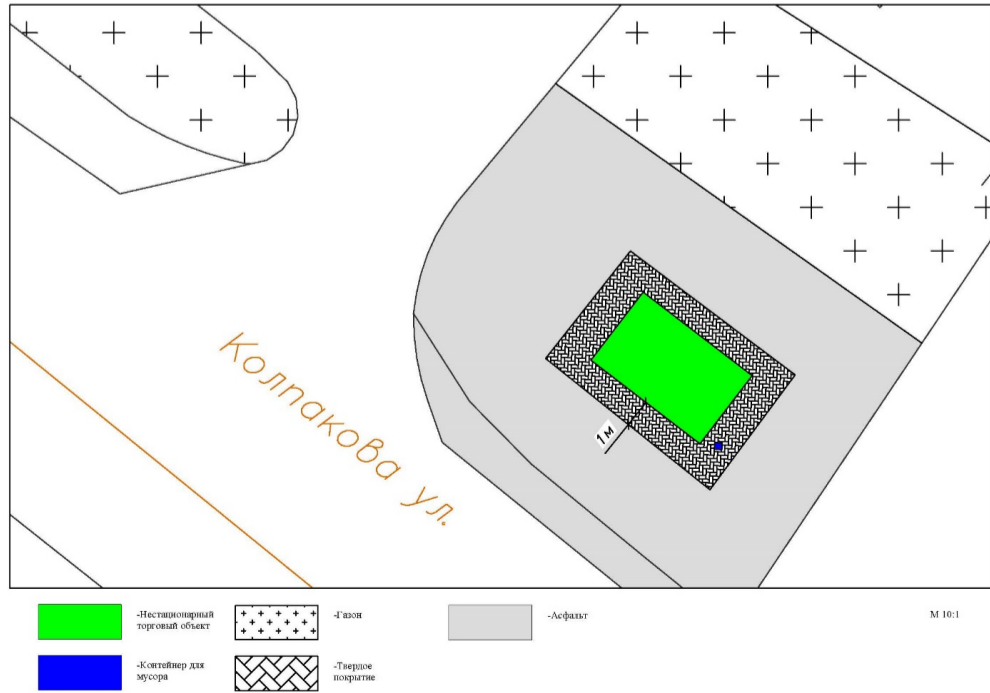 Колпакова ул.
1 м
-Нестационарный
торговый объект
-Газон
-Асфальт
М 10:1
-Контейнер для
мусора
-Твердое
покрытие